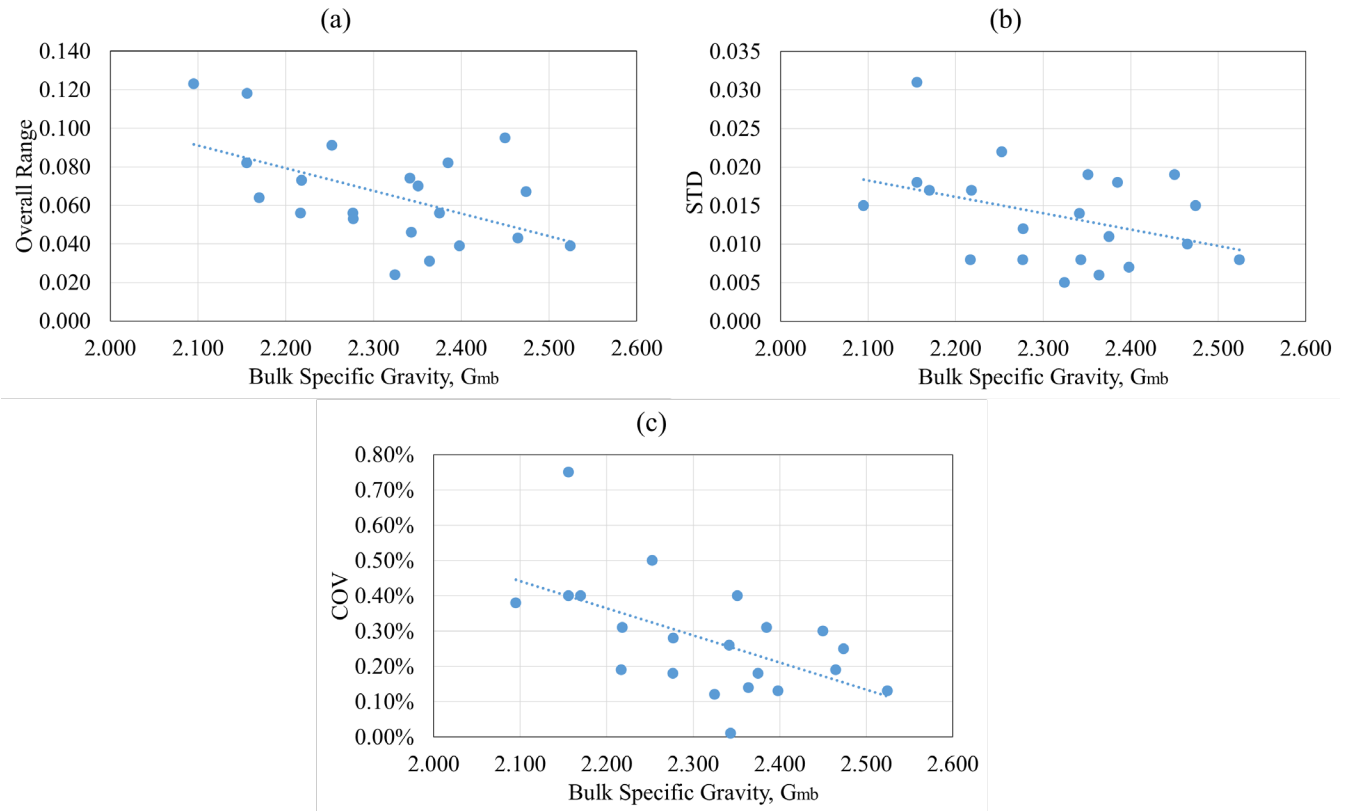 (a)
0.140
0.120
0.100
0.080
0.060
0.040
0.020
0.000
Overall Range
2.000 2.100 2.200 2.300 2.400 2.500 2.600
Bulk Specific Gravity, Gmb
(b)
0.035
0.030
0.025
0.020
0.015
0.010
0.005
0.000
STD
2.000 2.100 2.200 2.300 2.400 2.500 2.600
Bulk Specific Gravity, Gmb
(c)
0.80%
0.70%
0.60%
0.50%
0.40%
0.30%
0.20%
0.10%
0.00%
COV
2.000 2.100 2.200 2.300 2.400 2.500 2.600
Bulk Specific Gravity, Gmb